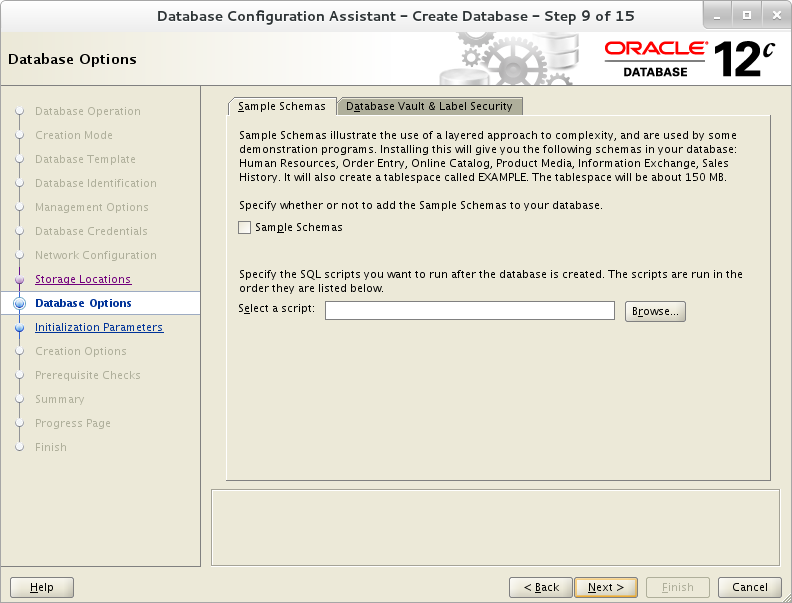 Database Configuration Assistant – Create Database – Step 9 of 15
Database Options
ORACLE®
DATABASE
12c
Database Operation
Creation Mode
Database Template
Database Identification
Management Options
Database Credentials
Network Configuration
Storage Locations
Database Options
Initialization Parameters
Creation Options
Prerequisite Checks
Summary
Progress Page
Finish
Sample Schemas
Database Vault & Label Security
Sample Schemas illustrate the use of a layered approach to complexity, and are used by some
demonstration programs. Installing this will give you the following schemas in your database:
Human Resources, Order Entry, Online Catalog, Product Media, Information Exchange, Sales
History. It will also create a tablespace called EXAMPLE. The tablespace will be about 150 MB.
Specify whether or not to add the Sample Schemas to your database.
Sample Schemas
Specify the SQL scripts you want to run after the database is created. The scripts are run in the
order they are listed below.
Select a script:
Browse...
Help
< Back
Next >
Finish
Cancel